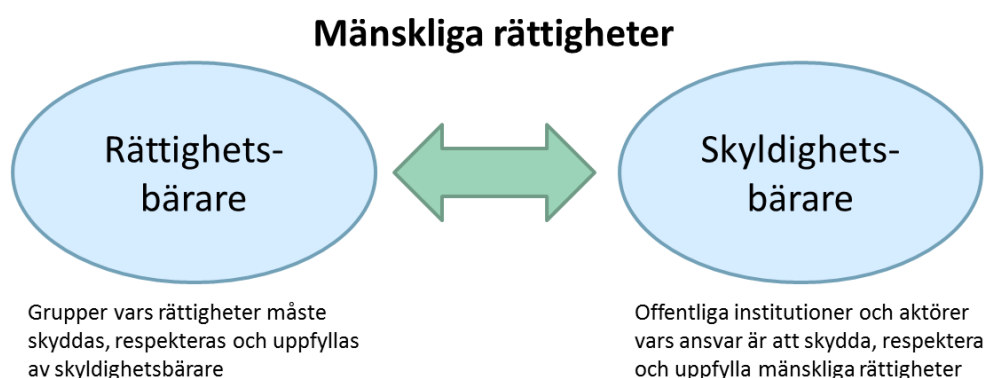 Mänskliga rättigheter
Rättighets-
bärare
Skyldighets-
bärare
Grupper vars rättigheter måste
skyddas, respekteras och uppfyllas
av skyldighetsbärare
Offentliga institutioner och aktörer
vars ansvar är att skydda, respektera
och uppfylla mänskliga rättigheter